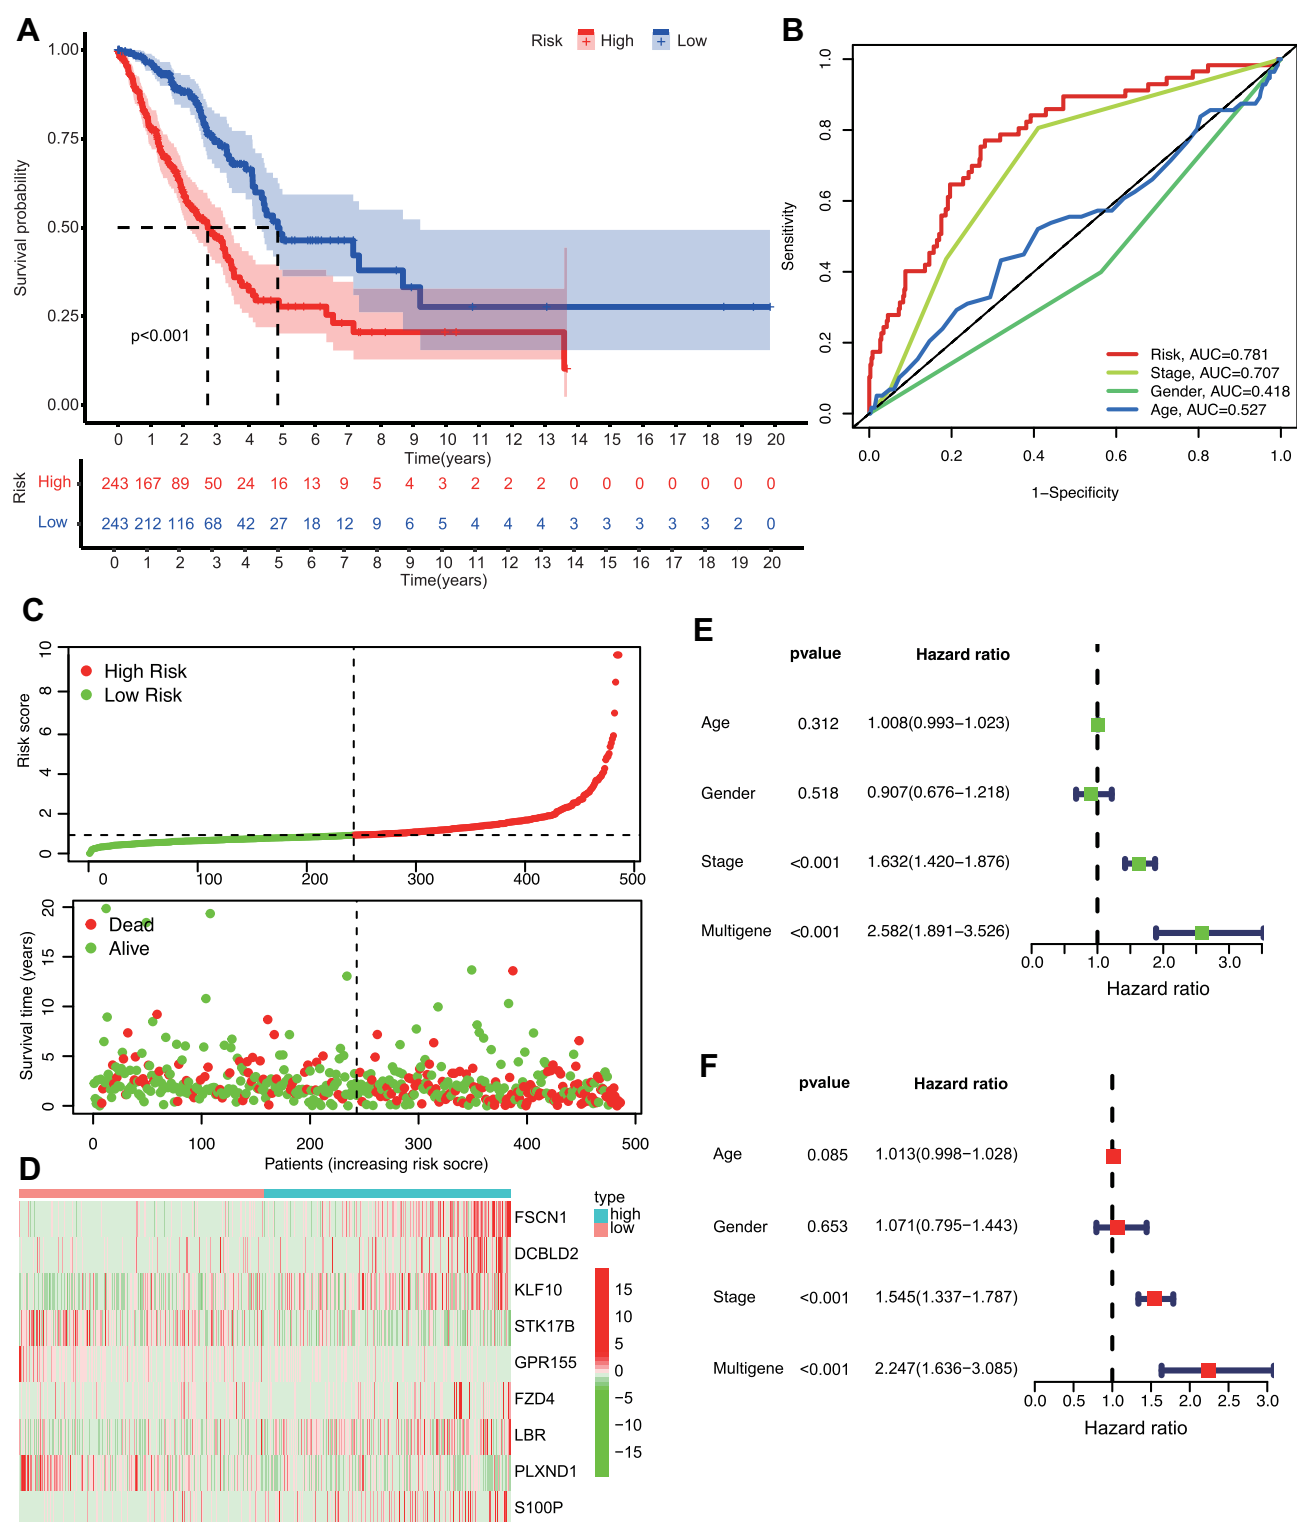 A
Risk High Low
1.00
0.75
0.50
0.25
0.00
Survival probability
p<0.001
0 1 2 3 4 5 6 7 8 9 10 11 12 13 14 15 16 17 18 19 20
Time(years)
Risk
High 243 167 89 50 24 16 13 9 5 4 3 2 2 2 0 0 0 0 0 0 0
Low 243 212 116 68 42 27 18 12 9 6 5 4 4 4 3 3 3 3 3 2 0
0 1 2 3 4 5 6 7 8 9 10 11 12 13 14 15 16 17 18 19 20
Time(years)
B
1.0
0.8
0.6
0.4
0.2
0.0
Sensitivity
Risk, AUC=0.781
Stage, AUC=0.707
Gender, AUC=0.418
Age, AUC=0.527
0.0 0.2 0.4 0.6 0.8 1.0
1−Specificity
C
10
8
6
4
2
0
Risk score
High Risk
Low Risk
0 100 200 300 400 500
20
15
10
5
0
Survival time (years)
Dead
Alive
0 100 200 300 400 500
Patients (increasing risk socre)
D
FSCN1
DCBLD2
KLF10
STK17B
GPR155
FZD4
LBR
PLXND1
S100P
type
high
low
15
10
5
0
−5
−10
−15
E
pvalue Hazard ratio
Age 0.312 1.008(0.993−1.023)
Gender 0.518 0.907(0.676−1.218)
Stage <0.001 1.632(1.420−1.876)
Multigene <0.001 2.582(1.891−3.526)
0.0 1.0 2.0 3.0
Hazard ratio
F
pvalue Hazard ratio
Age 0.085 1.013(0.998−1.028)
Gender 0.653 1.071(0.795−1.443)
Stage <0.001 1.545(1.337−1.787)
Multigene <0.001 2.247(1.636−3.085)
0.0 0.5 1.0 1.5 2.0 2.5 3.0
Hazard ratio